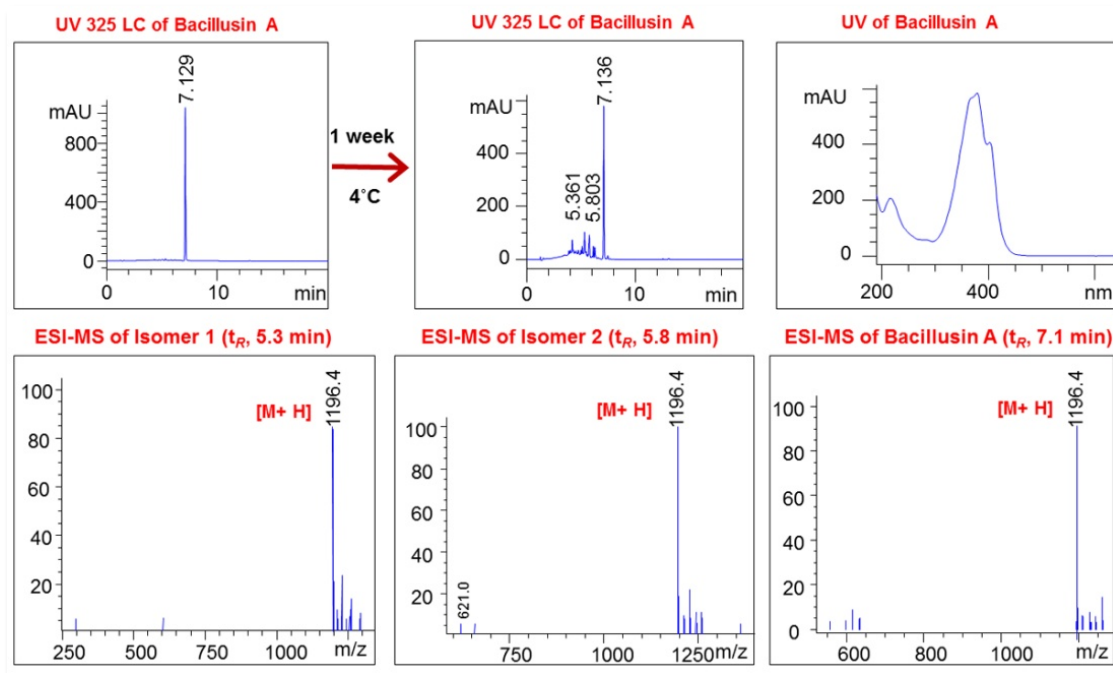 UV 325 LC of Bacillusin A
mAU
800
400
0
7.129
0
10
min
1 week
4°C
UV 325 LC of Bacillusin A
mAU
400
200
0
5.361
5.803
7.136
0
10
min
UV of Bacillusin A
mAU
400
200
0
200
400
nm
ESI-MS of Isomer 1 (tR, 5.3 min)
100
80
60
40
20
[M+ H]
1196.4
250
500
750
1000
m/z
ESI-MS of Isomer 2 (tR, 5.8 min)
100
80
60
40
20
621.0
[M+ H]
1196.4
750
1000
1250
m/z
ESI-MS of Bacillusin A (tR, 7.1 min)
100
80
60
40
20
0
[M+ H]
1196.4
600
800
1000
m/z